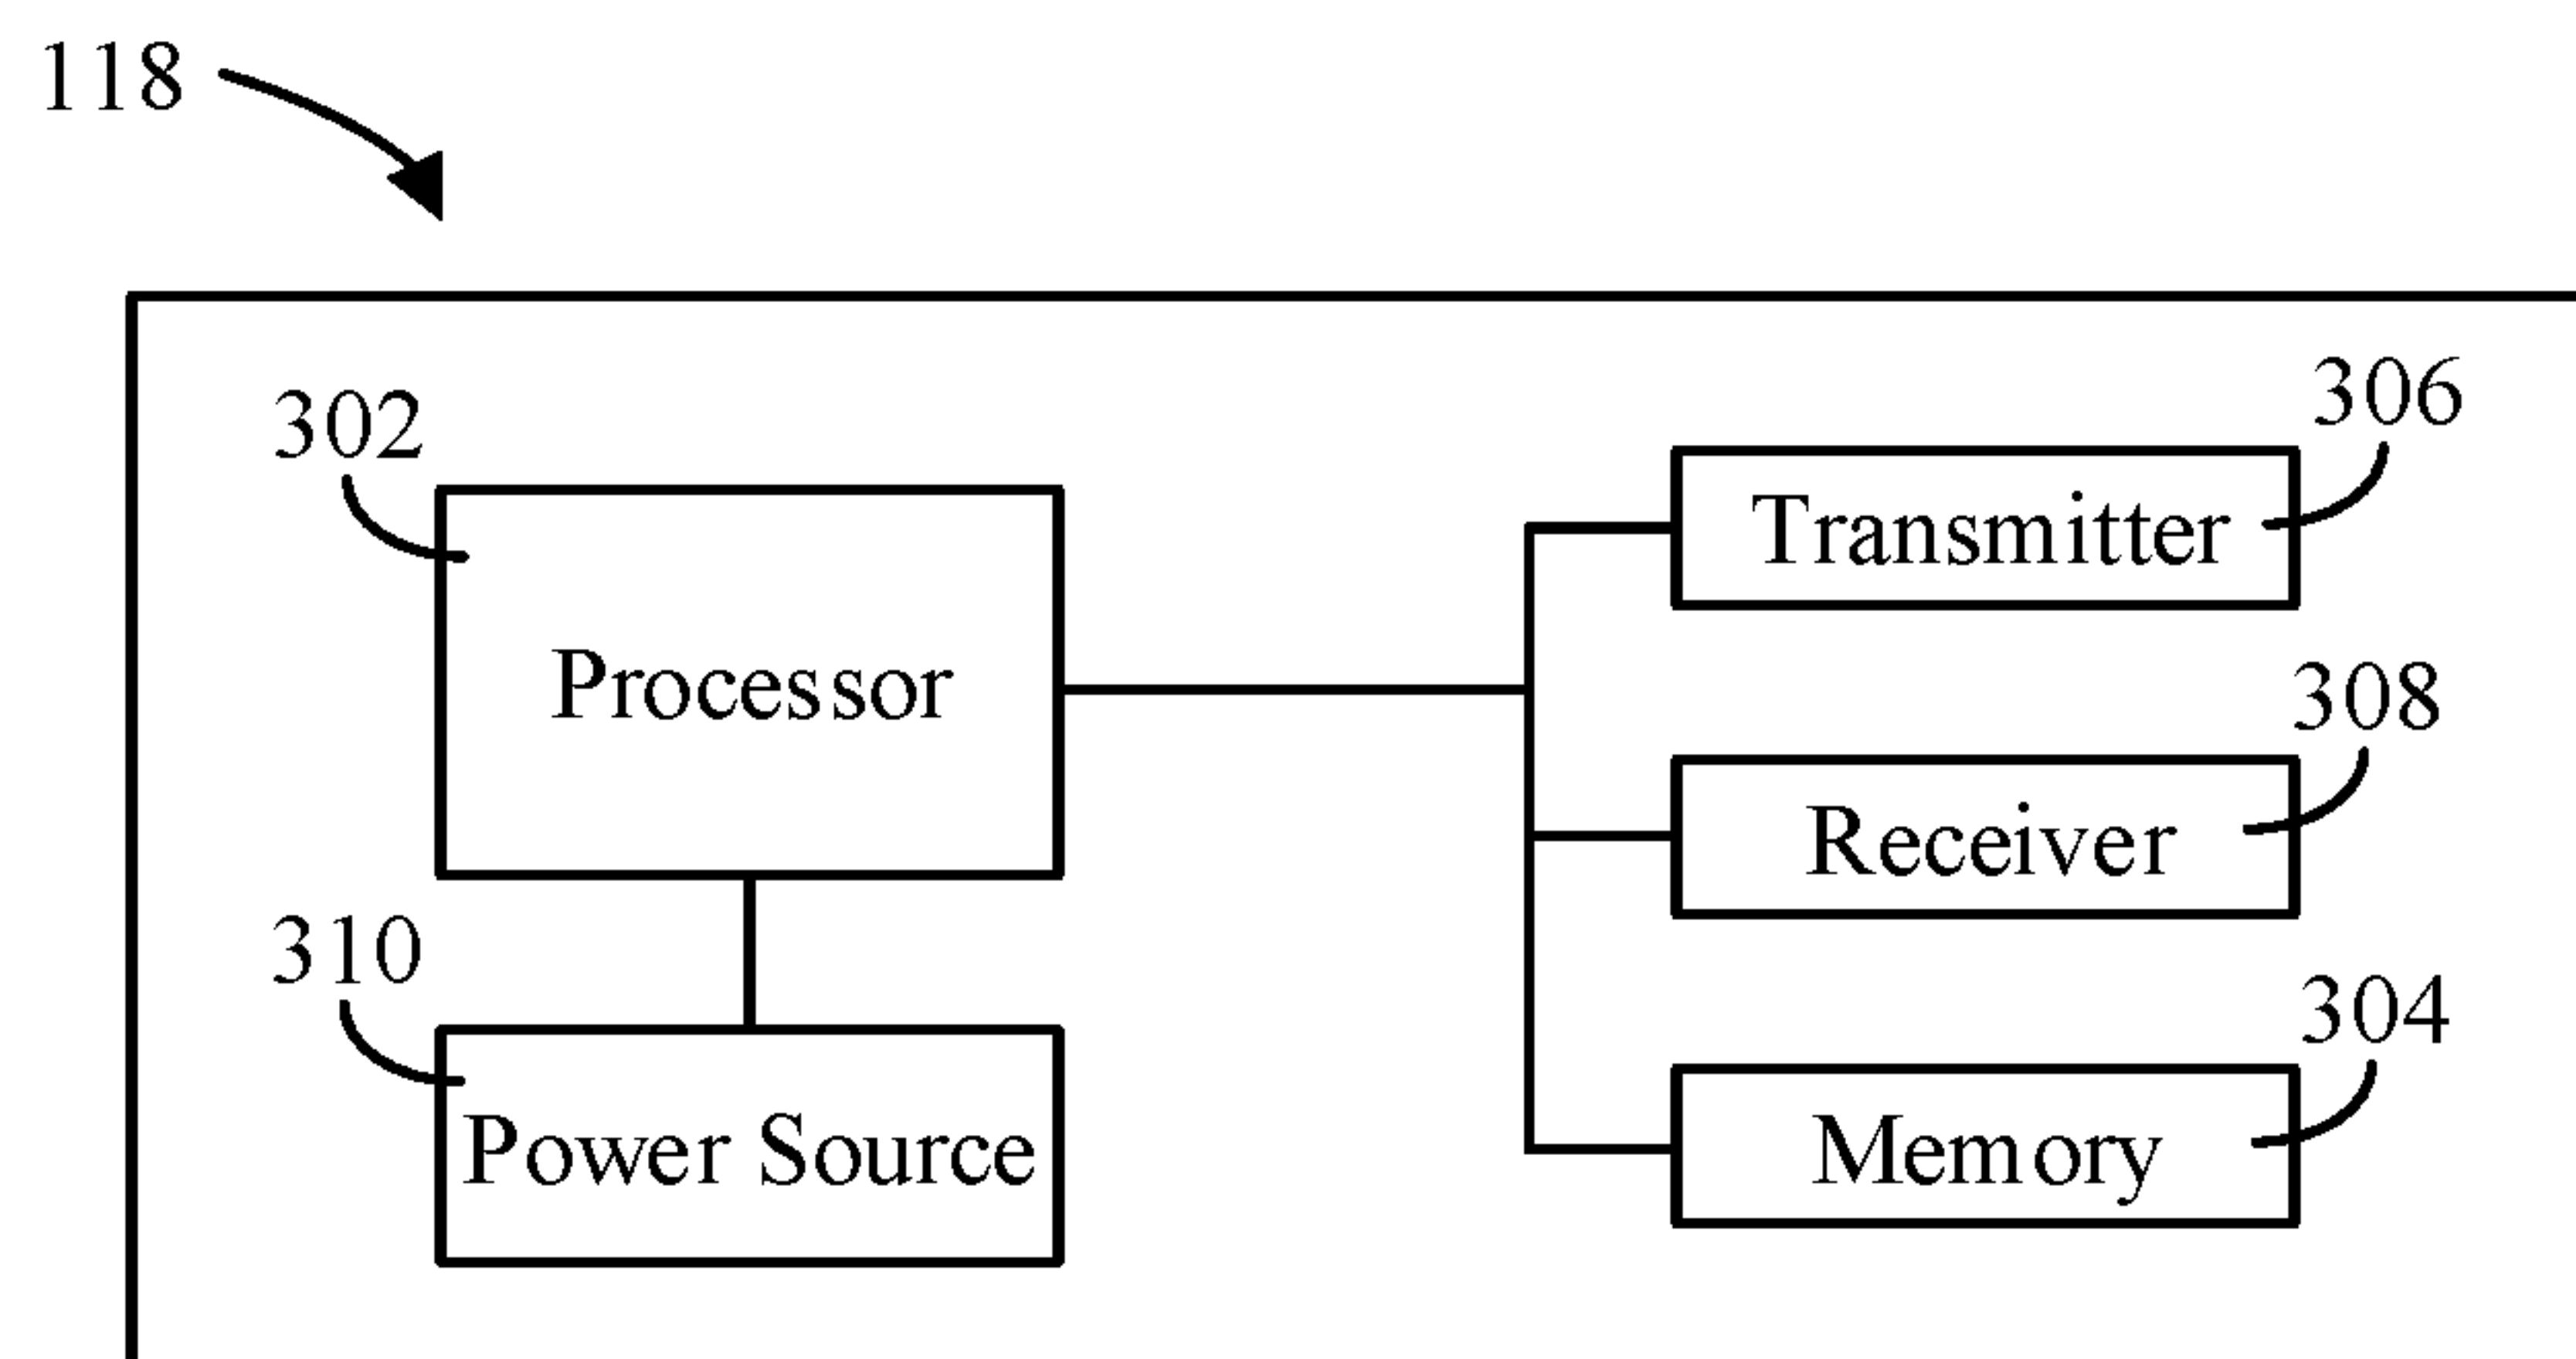 118
302
306
Transmitter
Processor
308
Receiver
310
304
Power Source
Memory